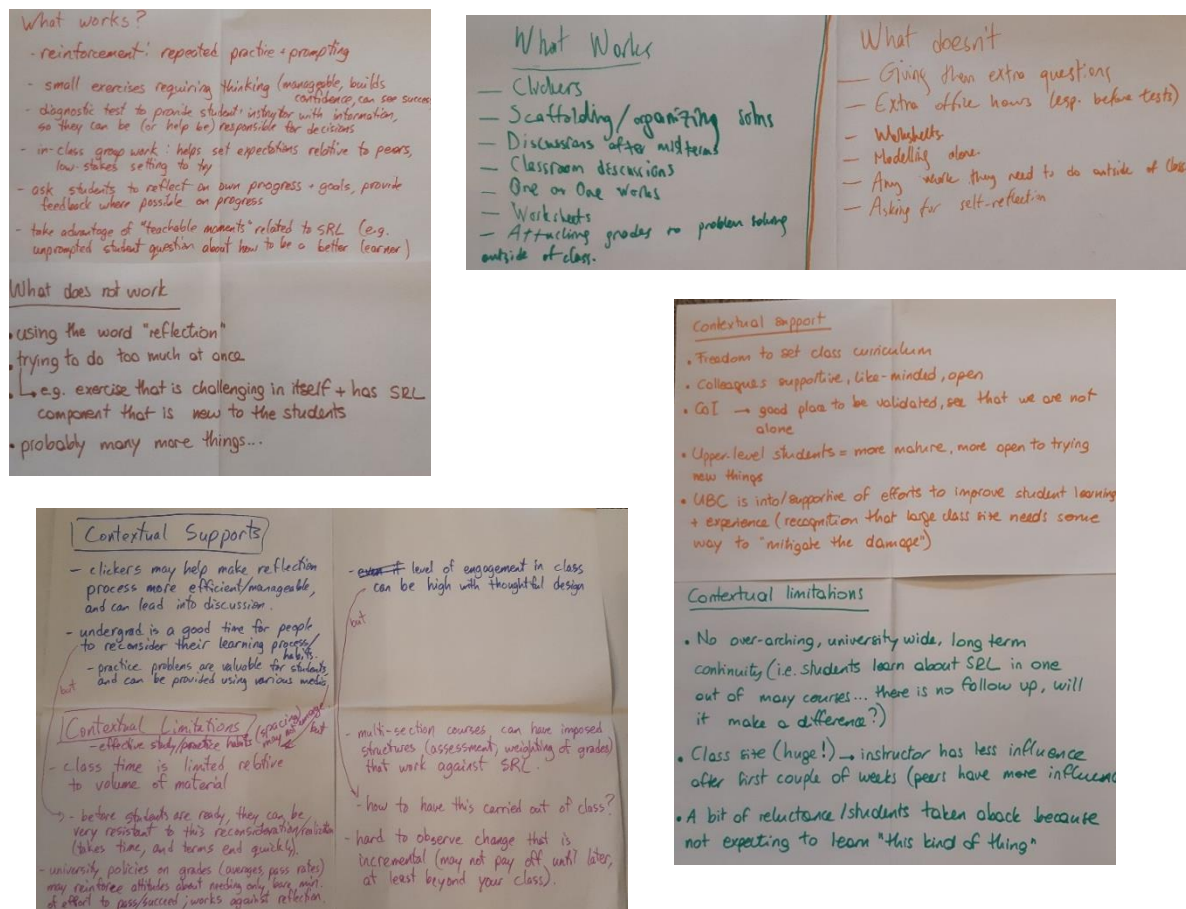 What works?
- reinforcement: repeated practice + prompting
- small exercises requiring thinking (manageable, builds
confidence, can see success
- diagnostic test to provide student + instructor with information,
so they can be (or help be) responsible for decisions
- in-class group work: helps set expectations relative to peers,
low-stakes setting to try
- ask students to reflect on own progress + goals, provide
feedback where possible on progress
- take advantage of "teachable moments" related to SRL (e.g.
unprompted student question about how to be a better learner)
What does not work
• using the word "reflection"
• trying to do too much at once
• ↳ e.g. exercise that is challenging in itself + has SRL
component that is new to the students
• probably many more things...
What Works
— Clickers
— Scaffolding/organizing solns
— Discussions after midterms
— Classroom discussions
— One on One works
— Worksheets
— Attaching grades to problem solving
outside of class.
What doesn't
— Giving them extra questions
— Extra office hours (esp. before tests)
— Worksheets
— Modelling alone
— Any work they need to do outside of class
— Asking for self-reflection
Contextual support
• Freedom to set class curriculum
• Colleagues supportive, like-minded, open
• CoI → good place to be validated, see that we are not
alone
• Upper-level students = more mature, more open to trying
new things
• UBC is into/supportive of efforts to improve student learning
+ experience (recognition that large class size needs some
way to "mitigate the damage")
Contextual limitations
• No over-arching, university wide, long term
continuity (i.e. students learn about SRL in one
out of many courses... there is no follow up, will
it make a difference?)
• Class size (huge!) → instructor has less influence
after first couple of weeks (peers have more influenc
• A bit of reluctance/students taken aback because
not expecting to learn "this kind of thing"
Contextual Supports
- clickers may help make reflection
process more efficient/manageable,
and can lead into discussion.
- undergrad is a good time for people
to reconsider their learning process/
habits.
- practice problems are valuable for students,
and can be provided using various media.
but
- level of engagement in class
can be high with thoughtful design
but
Contextual Limitations
but
- effective study/practice habits (spacing)
may not
- class time is limited relative
to volume of material
- before students are ready, they can be
very resistant to this reconsideration/realization
(takes time, and terms end quickly).
- university policies on grades (averages, pass rates)
may reinforce attitudes about needing only bare min.
of effort to pass/succeed; works against reflection.
- multi-section courses can have imposed
structures (assessment, weighting of grades)
that work against SRL.
- how to have this carried out of class?
- hard to observe change that is
incremental (may not pay off until later,
at least beyond your class).